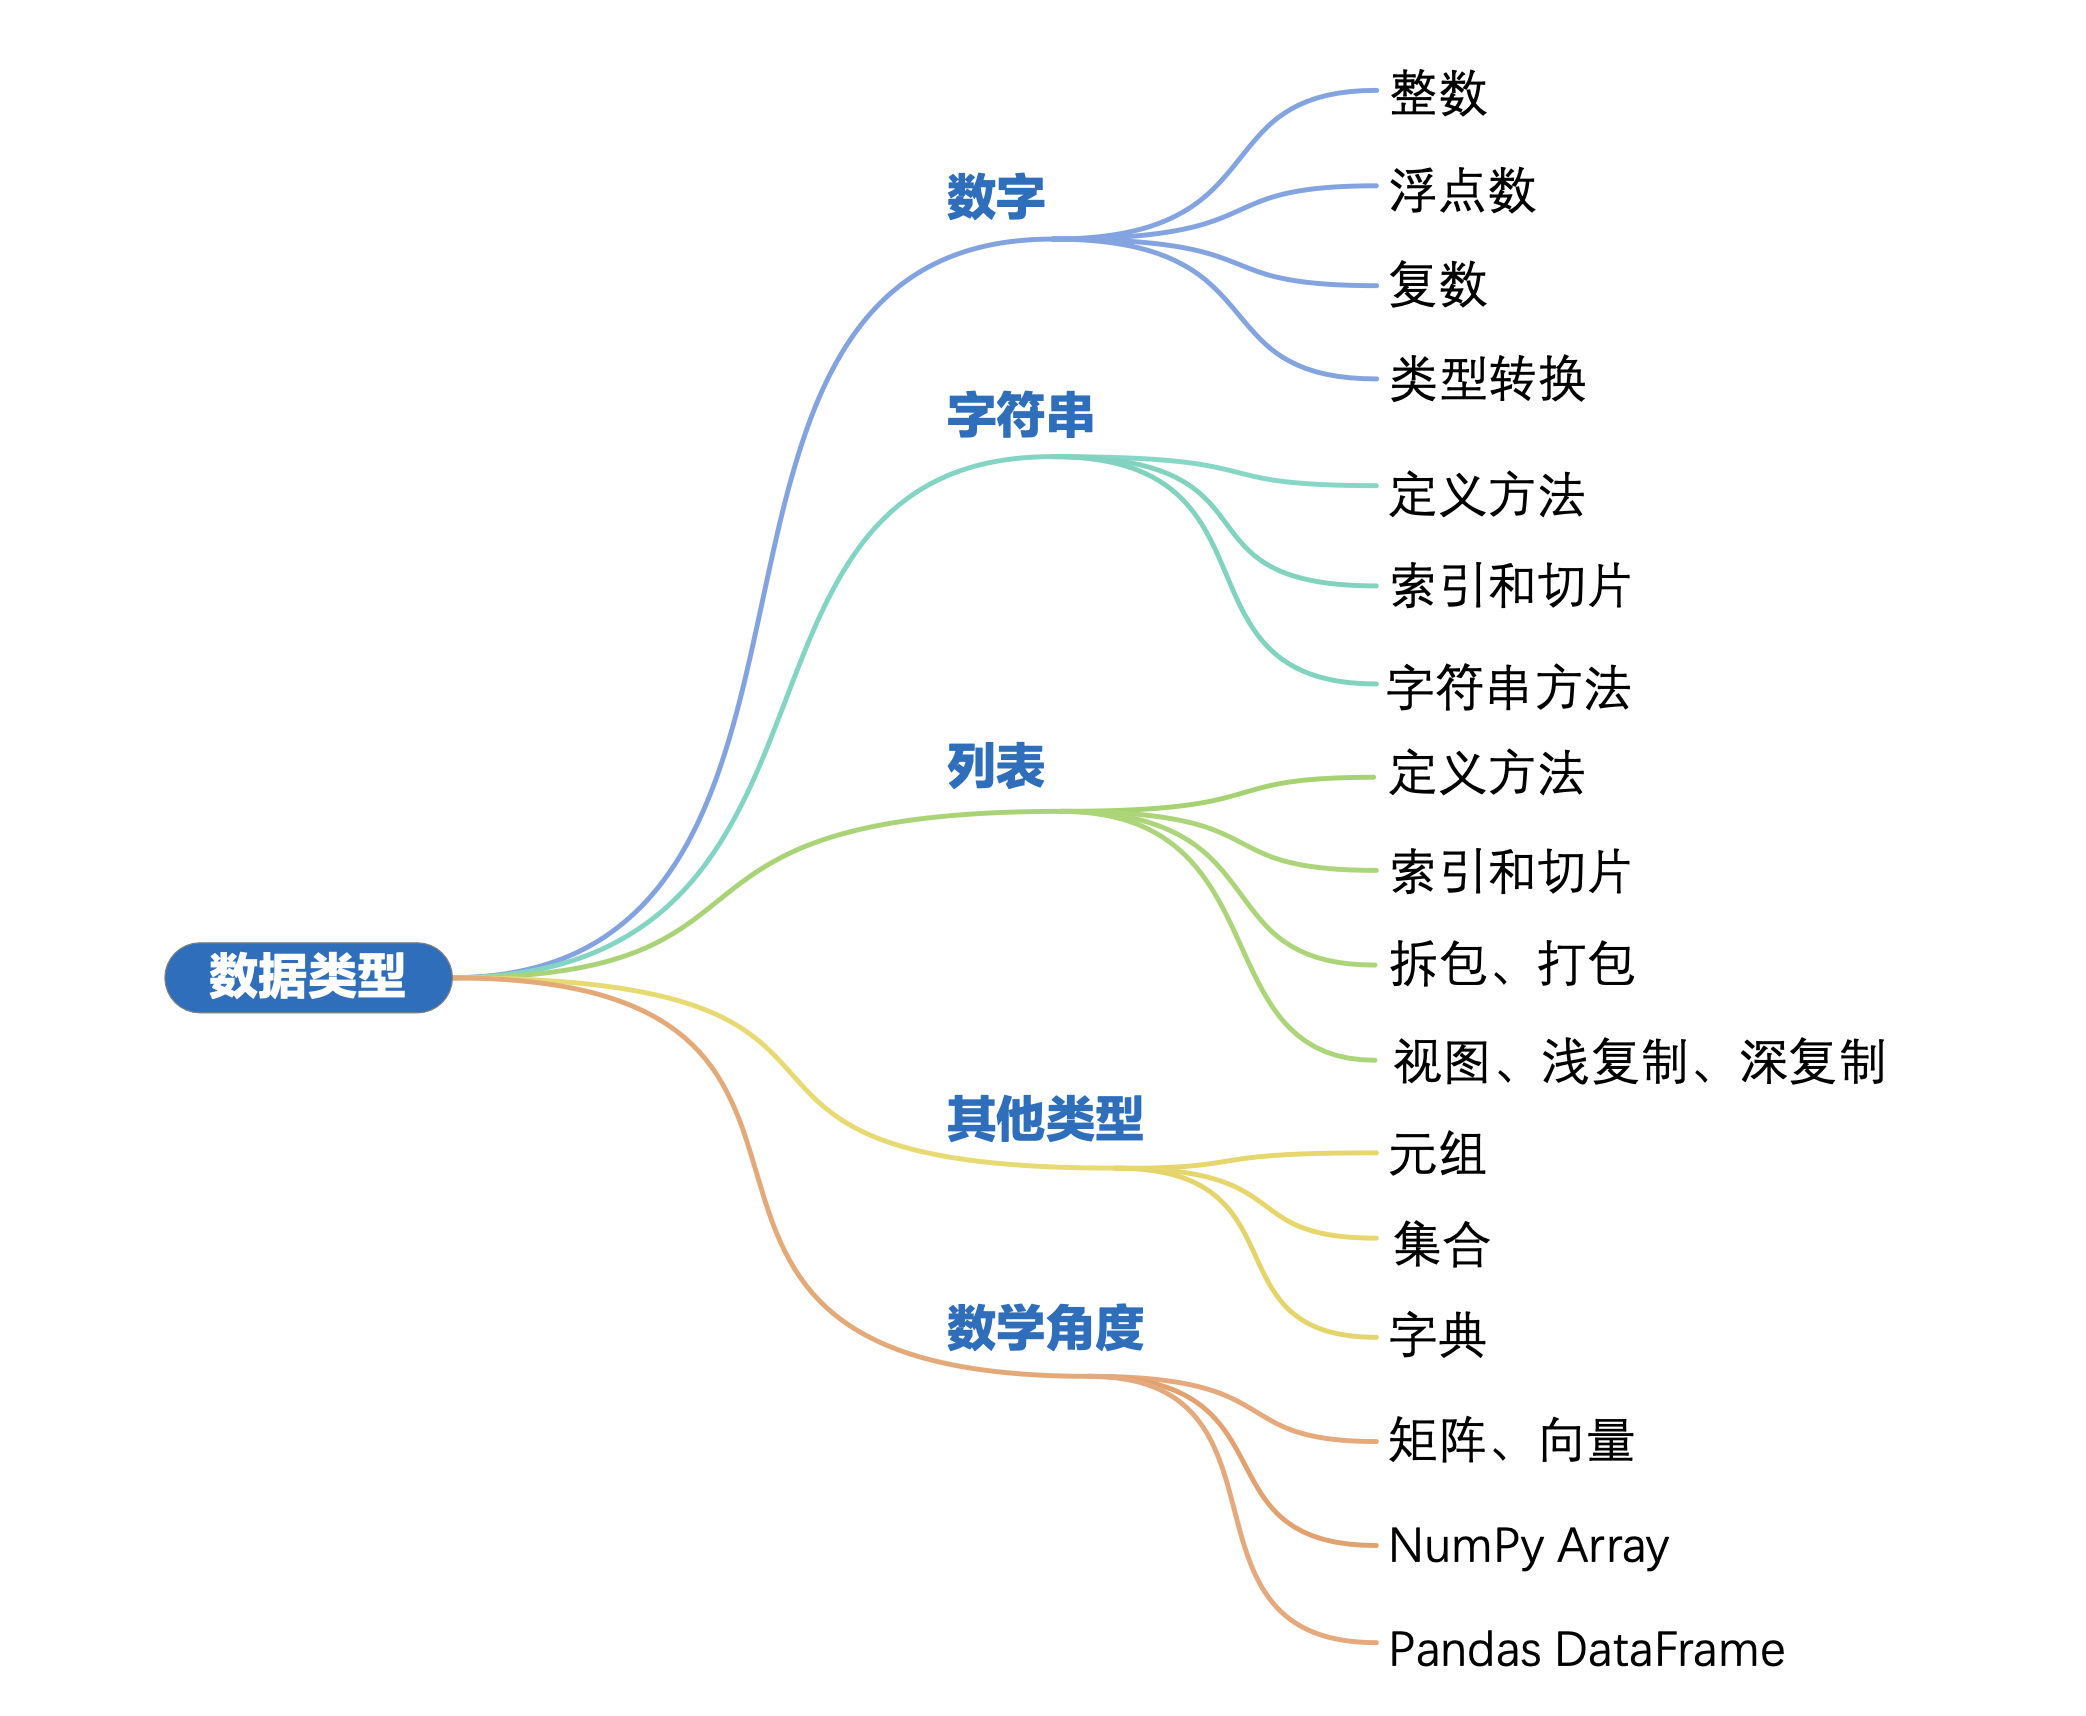 数据类型
数字
整数
浮点数
复数
类型转换
字符串
定义方法
索引和切片
字符串方法
列表
定义方法
索引和切片
拆包、打包
视图、浅复制、深复制
其他类型
元组
集合
字典
数学角度
矩阵、向量
NumPy Array
Pandas DataFrame